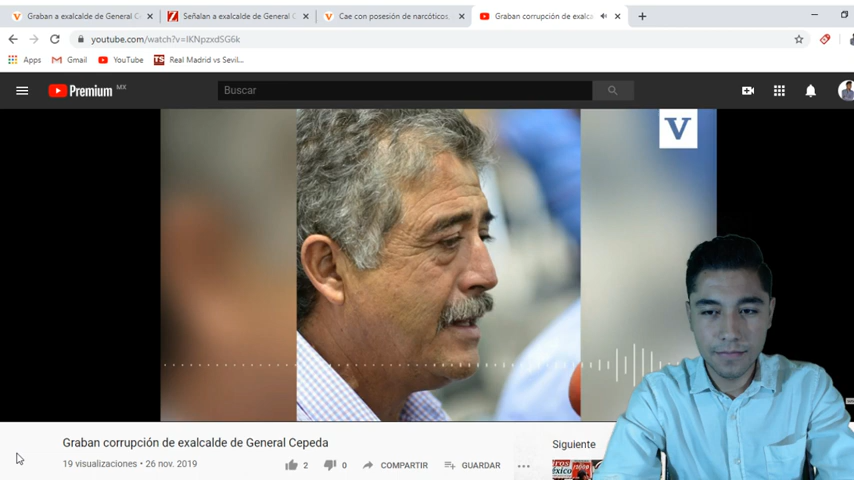 Graban a exalcalde de General C
Señalan a exalcalde de General D
Cae con posesión de narcóticos,
Graban corrupción de exalca
youtube.com/watch?v=IKNpzxdSG6k
Apps
Gmail
YouTube
TS Real Madrid vs Sevil...
Premium MX
Buscar
V
Graban corrupción de exalcalde de General Cepeda
19 visualizaciones • 26 nov. 2019
2
0
COMPARTIR
GUARDAR
Siguiente